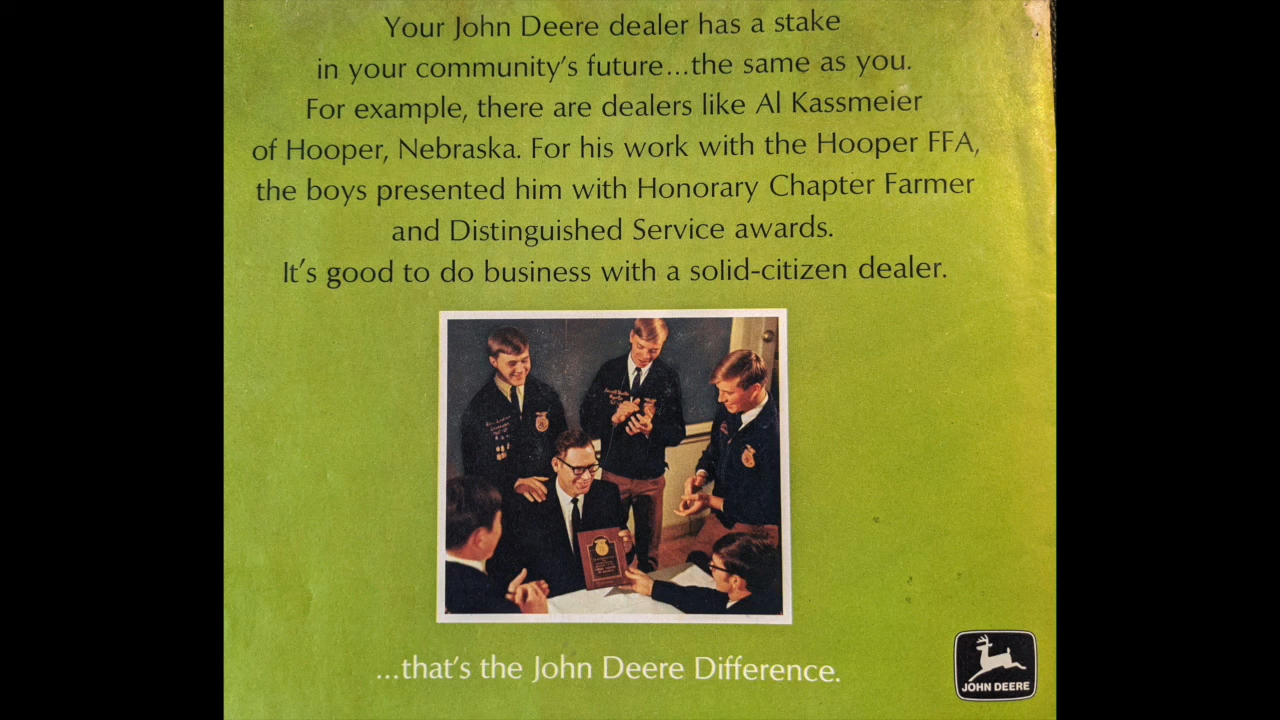 Your John Deere dealer has a stake
in your community's future...the same as you.
For example, there are dealers like Al Kassmeier
of Hooper, Nebraska. For his work with the Hooper FFA,
the boys presented him with Honorary Chapter Farmer
and Distinguished Service awards.
It's good to do business with a solid-citizen dealer.
...that's the John Deere Difference.
JOHN DEERE